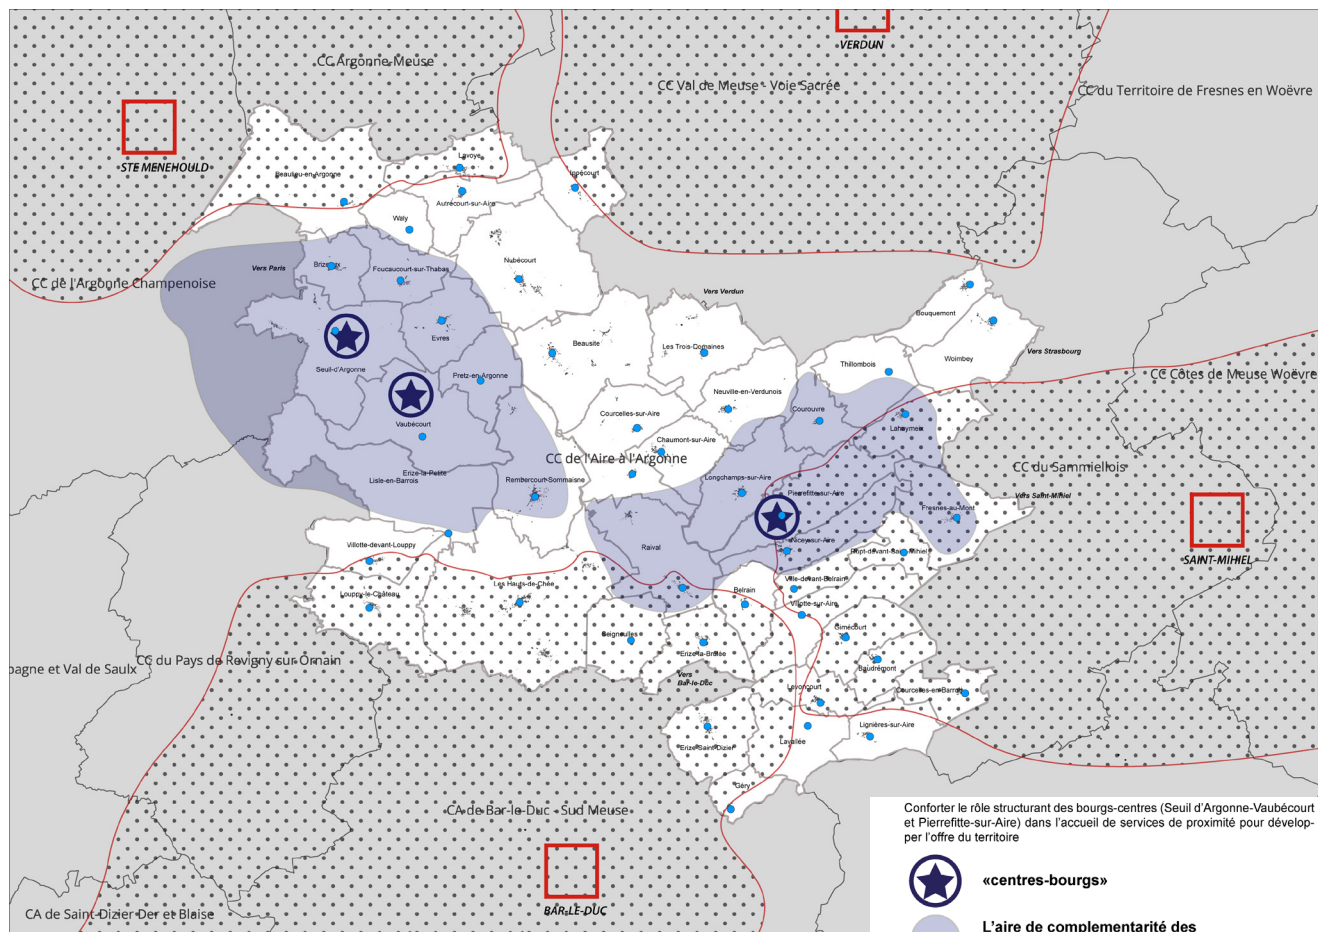 VERDUN
CC Argonne-Meuse
CC Val de Meuse - Voie Sacrée
CC du Territoire de Fresnes en Woëvre
STE MENEHOULD
Lavoye
Beaulieu-en-Argonne
Ippécourt
Autrécourt-sur-Aire
Waly
Vers Paris
Brizeaux
Foucaucourt-sur-Thabas
Nubécourt
CC de l'Argonne Champenoise
Vers Verdun
Bouquemont
Evres
Beausite
Les Trois-Domaines
Woimbey
Vers Strasbourg
Thillombois
Seuil-d'Argonne
Pretz-en-Argonne
CC Côtes de Meuse Woëvre
Neuville-en-Verdunois
Courcelles-sur-Aire
Courouvre
Lahaymeix
Vaubécourt
Chaumont-sur-Aire
CC de l'Aire à l'Argonne
CC du Sammiellois
Erize-la-Petite
Lisle-en-Barrois
Rembercourt-Sommaisne
Longchamps-sur-Aire
Pierrefitte-sur-Aire
Vers Saint-Mihiel
Fresnes-au-Mont
Nicey-sur-Aire
Villotte-devant-Louppy
Raival
Rupt-devant-Saint-Mihiel
SAINT-MIHIEL
Les Hauts-de-Chée
Ville-devant-Belrain
Louppy-le-Château
Belrain
Villotte-sur-Aire
Seigneulles
Erize-la-Brûlée
Gimécourt
pagne et Val de Saulx
CC du Pays de Revigny sur Ornain
Baudrémont
Vers
Bar-le-Duc
Levoncourt
Courcelles-en-Barrois
Erize-Saint-Dizier
Lavallée
Lignières-sur-Aire
Géry
CA de Bar-le-Duc - Sud Meuse
BAR-LE-DUC
CA de Saint-Dizier Der et Blaise
Conforter le rôle structurant des bourgs-centres (Seuil d'Argonne-Vaubécourt
et Pierrefitte-sur-Aire) dans l'accueil de services de proximité pour dévelop-
per l'offre du territoire
«centres-bourgs»
L'aire de complementarité des